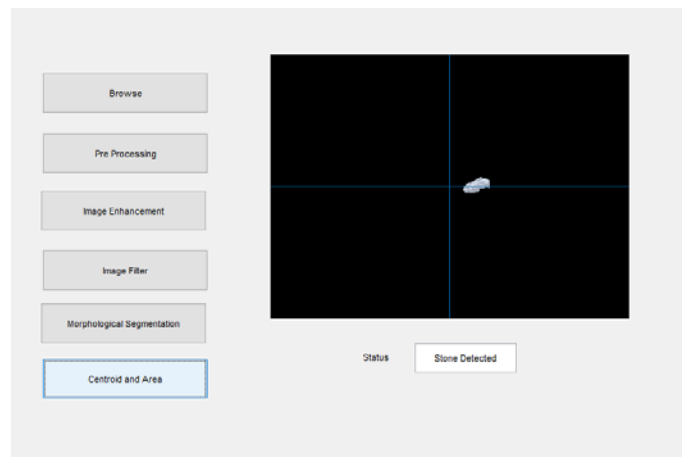 Browse
Pre Processing
Image Enhancement
Image Filter
Morphological Segmentation
Centroid and Area
Status
Stone Detected